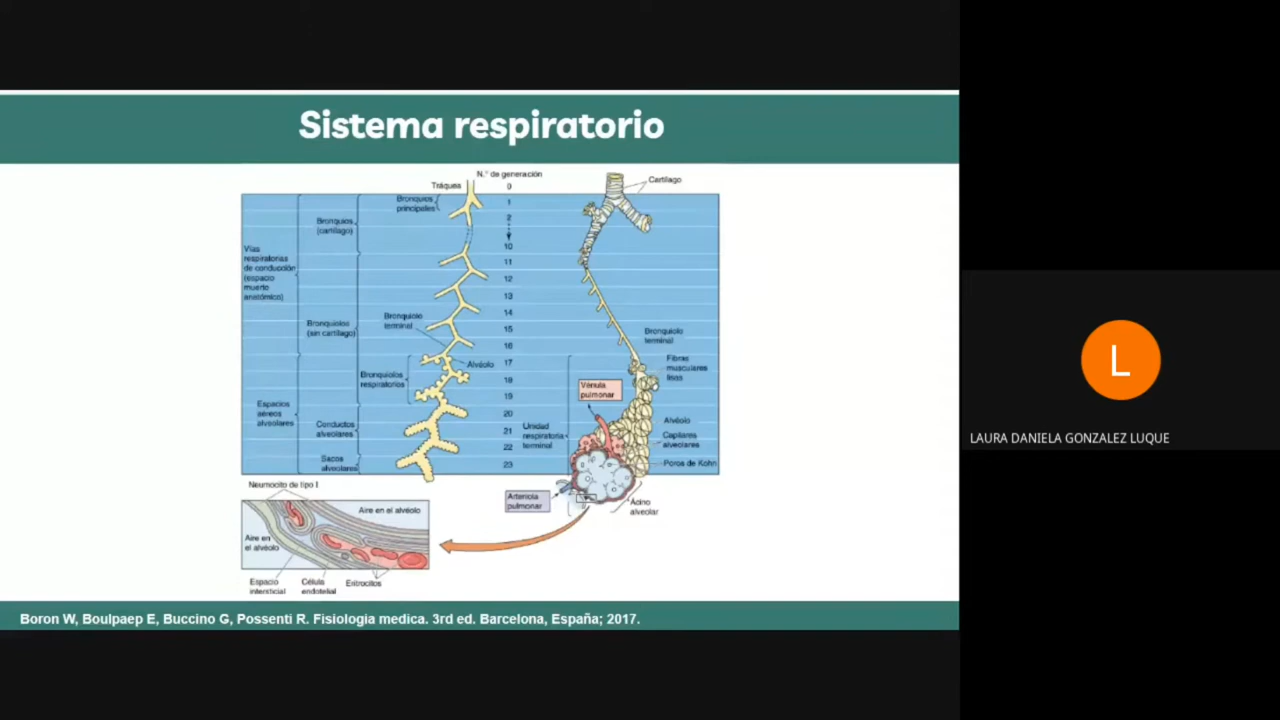 Sistema respiratorio
N.° de generación
Tráquea
0
Cartílago
Bronquios
principales
1
2
Bronquios
(cartílago)
10
Vías
respiratorias
de conducción
(espacio
muerto
anatómico)
11
12
13
14
Bronquiolo
terminal
Bronquiolos
(sin cartílago)
15
16
Bronquiolo
terminal
Alvéolo
17
Fibras
musculares
lisas
Bronquiolos
respiratorios
18
19
Vénula
pulmonar
Espacios
aéreos
alveolares
20
Conductos
alveolares
21
Unidad
respiratoria
terminal
Alvéolo
Capilares
alveolares
22
Sacos
alveolares
23
Poros de Kohn
Neumocito de tipo I
Arteriola
pulmonar
Ácino
alveolar
Aire en el alvéolo
Aire en
el alvéolo
Espacio
intersticial
Célula
endotelial
Eritrocitos
Boron W, Boulpaep E, Buccino G, Possenti R. Fisiologia medica. 3rd ed. Barcelona, España; 2017.
L
LAURA DANIELA GONZALEZ LUQUE